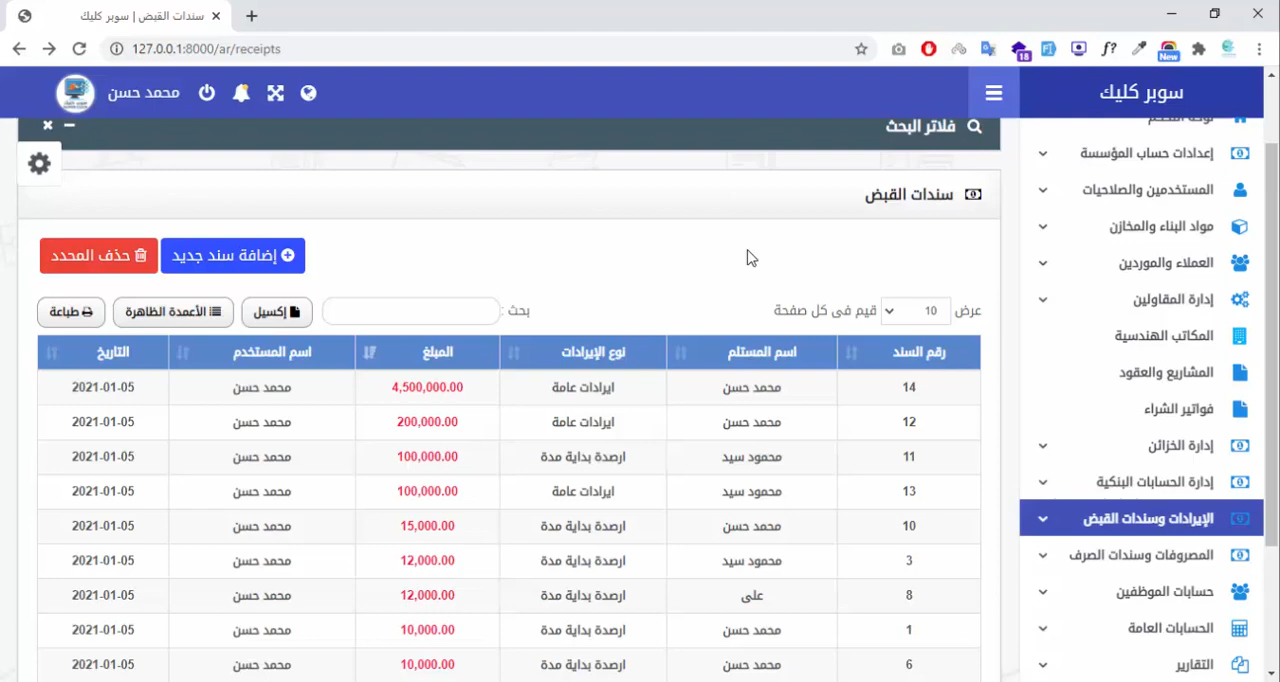 سندات القبض | سوبر كليك
127.0.0.1:8000/ar/receipts
18
New
سوبر كليك
محمد حسن
فلاتر البحث
إعدادات حساب المؤسسة
المستخدمين والصلاحيات
مواد البناء والمخازن
العملاء والموردين
إدارة المقاولين
المكاتب الهندسية
المشاريع والعقود
فواتير الشراء
إدارة الخزائن
إدارة الحسابات البنكية
الإيرادات وسندات القبض
المصروفات وسندات الصرف
حسابات الموظفين
الحسابات العامة
التقارير
سندات القبض
إضافة سند جديد
حذف المحدد
عرض 10 قيم فى كل صفحة
بحث:
إكسيل
الأعمدة الظاهرة
طباعة
رقم السند اسم المستلم نوع الإيرادات المبلغ اسم المستخدم التاريخ
14 محمد حسن ايرادات عامة 4,500,000.00 محمد حسن 2021-01-05
12 محمد حسن ايرادات عامة 200,000.00 محمد حسن 2021-01-05
11 محمود سيد ارصدة بداية مدة 100,000.00 محمد حسن 2021-01-05
13 محمود سيد ايرادات عامة 100,000.00 محمد حسن 2021-01-05
10 محمد حسن ارصدة بداية مدة 15,000.00 محمد حسن 2021-01-05
3 محمود سيد ارصدة بداية مدة 12,000.00 محمد حسن 2021-01-05
8 على ارصدة بداية مدة 12,000.00 محمد حسن 2021-01-05
1 محمد حسن ارصدة بداية مدة 10,000.00 محمد حسن 2021-01-05
6 محمد حسن ارصدة بداية مدة 10,000.00 محمد حسن 2021-01-05